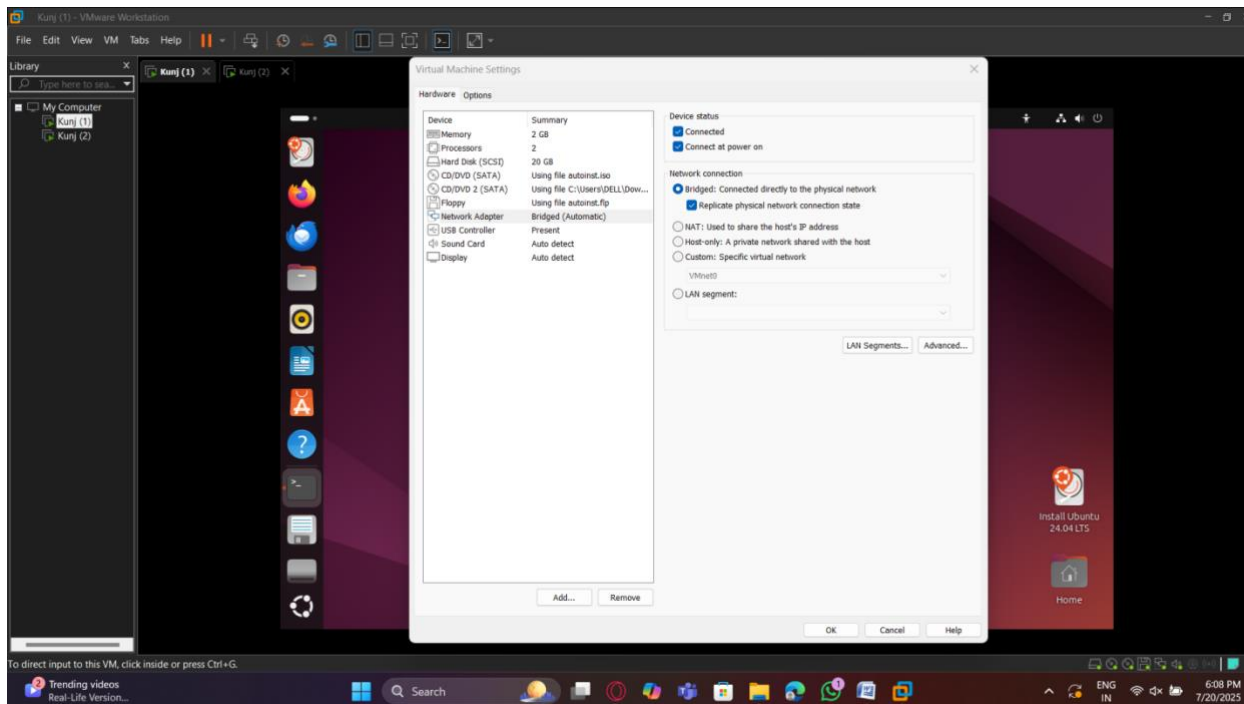 Kunj (1) - VMware Workstation
File Edit View VM Tabs Help
Library X
Type here to sea...
My Computer
Kunj (1)
Kunj (2)
Kunj (1) Kunj (2)
Virtual Machine Settings
Hardware Options
Device Summary
Memory 2 GB
Processors 2
Hard Disk (SCSI) 20 GB
CD/DVD (SATA) Using file autoinst.iso
CD/DVD 2 (SATA) Using file C:\Users\DELL\Dow...
Floppy Using file autoinst.flp
Network Adapter Bridged (Automatic)
USB Controller Present
Sound Card Auto detect
Display Auto detect
Add... Remove
Device status
Connected
Connect at power on
Network connection
Bridged: Connected directly to the physical network
Replicate physical network connection state
NAT: Used to share the host's IP address
Host-only: A private network shared with the host
Custom: Specific virtual network
VMnet0
LAN segment:
LAN Segments... Advanced...
OK Cancel Help
Install Ubuntu
24.04 LTS
Home
To direct input to this VM, click inside or press Ctrl+G.
2
Trending videos
Real-Life Version...
Search
1
ENG
IN
6:08 PM
7/20/2025